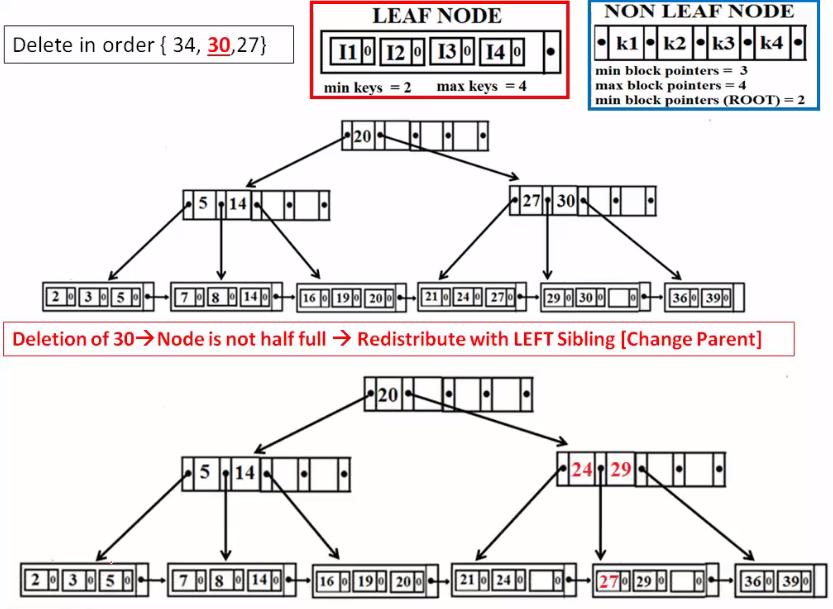 Delete in order { 34, 30,27}
LEAF NODE
I1 0 I2 0 I3 0 I4 0
min keys = 2 max keys = 4
NON LEAF NODE
k1 k2 k3 k4
min block pointers = 3
max block pointers = 4
min block pointers (ROOT) = 2
20
5 14
27 30
2 0 3 0 5 0
7 0 8 0 14 0
16 0 19 0 20 0
21 0 24 0 27 0
29 0 30 0 0
36 0 39 0
Deletion of 30→Node is not half full → Redistribute with LEFT Sibling [Change Parent]
20
5 14
24 29
2 0 3 0 5 0
7 0 8 0 14 0
16 0 19 0 20 0
21 0 24 0 0
27 0 29 0 0
36 0 39 0